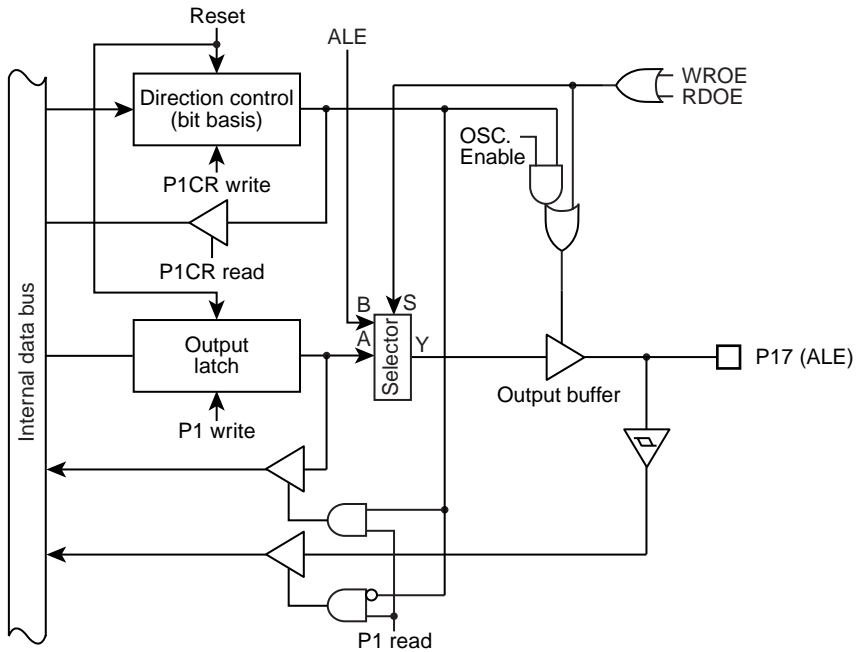 Reset
ALE
WROE
RDOE
Direction control
(bit basis)
OSC.
Enable
P1CR write
P1CR read
Internal data bus
B
S
A
Selector
Y
Output
latch
P17 (ALE)
Output buffer
P1 write
P1 read